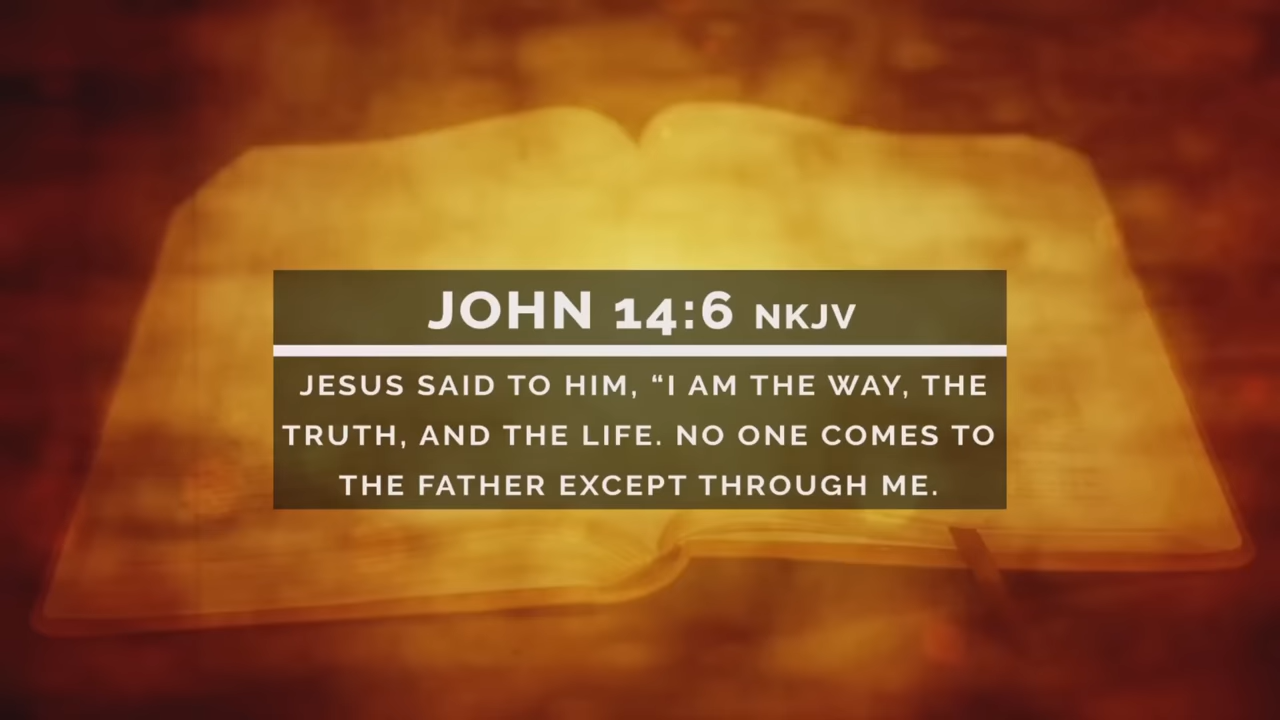 JOHN 14:6 NKJV
JESUS SAID TO HIM, “I AM THE WAY, THE
TRUTH, AND THE LIFE. NO ONE COMES TO
THE FATHER EXCEPT THROUGH ME.